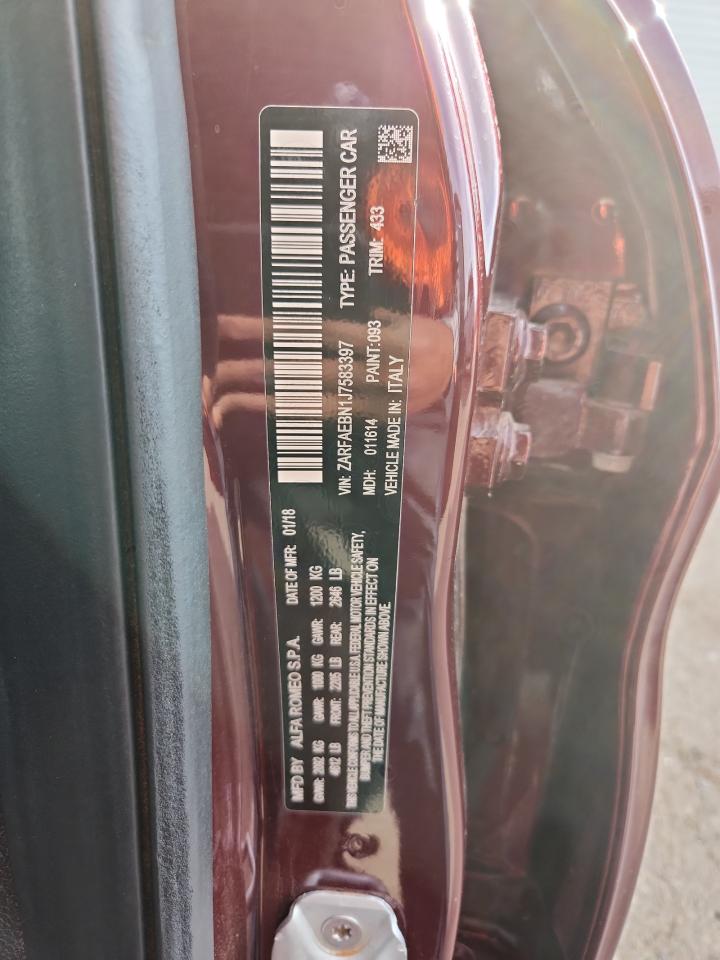 MFD BY ALFA ROMEO S.P.A. DATE OF MFR: 01/18
GVWR: 2092 KG GAWR: 1000 KG GAWR: 1200 KG
4612 LB FRONT: 2205 LB REAR: 2646 LB
THIS VEHICLE CONFORMS TO ALL APPLICABLE U.S.A. FEDERAL MOTOR VEHICLE SAFETY,
BUMPER AND THEFT PREVENTION STANDARDS IN EFFECT ON
THE DATE OF MANUFACTURE SHOWN ABOVE.
VIN: ZARFAEBN1J7583397 TYPE: PASSENGER CAR
MDH: 011614 PAINT:093 TRIM: 433
VEHICLE MADE IN: ITALY